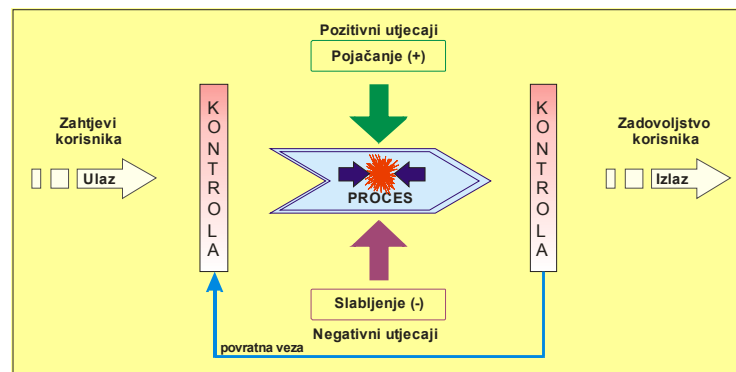 Pozitivni utjecaji
Pojačanje (+)
Zahtjevi
korisnika
Ulaz
KONTROLA
PROCES
KONTROLA
Zadovoljstvo
korisnika
Izlaz
Slabljenje (-)
Negativni utjecaji
povratna veza